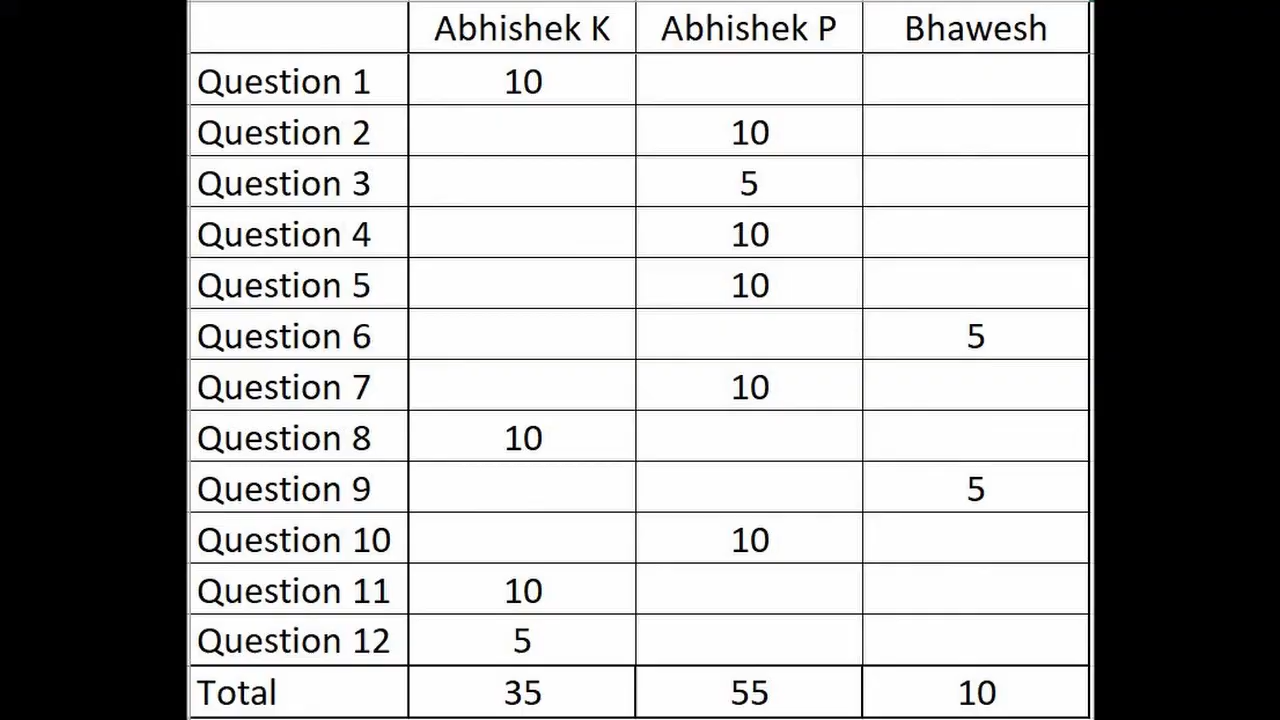 Abhishek K Abhishek P Bhawesh
Question 1 10
Question 2 10
Question 3 5
Question 4 10
Question 5 10
Question 6 5
Question 7 10
Question 8 10
Question 9 5
Question 10 10
Question 11 10
Question 12 5
Total 35 55 10